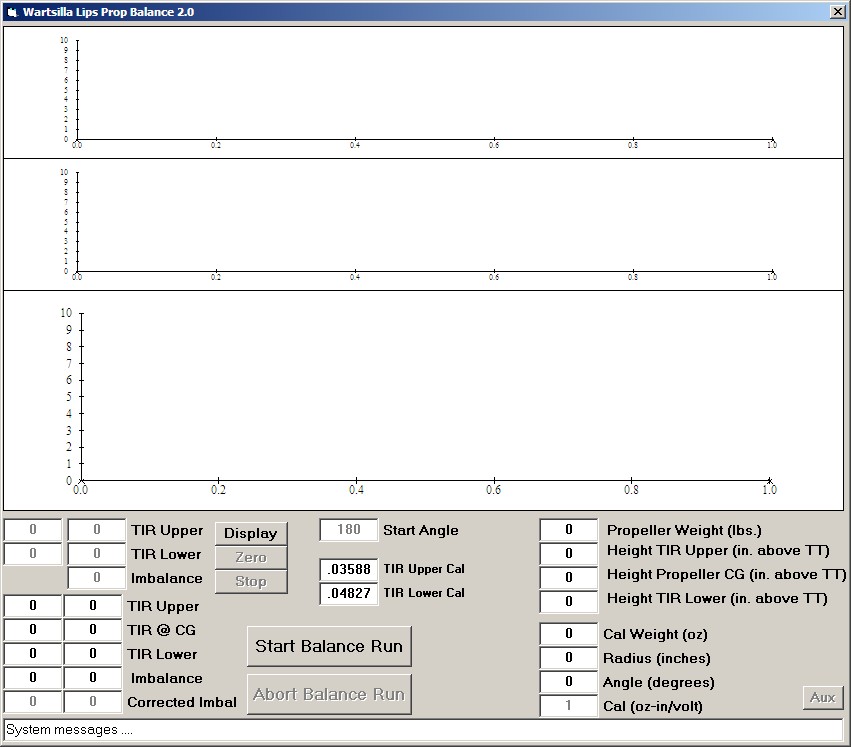 Wartsilla Lips Prop Balance 2.0
10
9
8
7
6
5
4
3
2
1
0
0.0 0.2 0.4 0.6 0.8 1.0
10
9
8
7
6
5
4
3
2
1
0
0.0 0.2 0.4 0.6 0.8 1.0
10
9
8
7
6
5
4
3
2
1
0
0.0 0.2 0.4 0.6 0.8 1.0
0 0 TIR Upper
0 0 TIR Lower
0 Imbalance
Display
Zero
Stop
180 Start Angle
.03588 TIR Upper Cal
.04827 TIR Lower Cal
0 Propeller Weight (lbs.)
0 Height TIR Upper (in. above TT)
0 Height Propeller CG (in. above TT)
0 Height TIR Lower (in. above TT)
0 0 TIR Upper
0 0 TIR @ CG
0 0 TIR Lower
0 0 Imbalance
0 0 Corrected Imbal
Start Balance Run
Abort Balance Run
0 Cal Weight (oz)
0 Radius (inches)
0 Angle (degrees)
1 Cal (oz-in/volt)
Aux
System messages ....